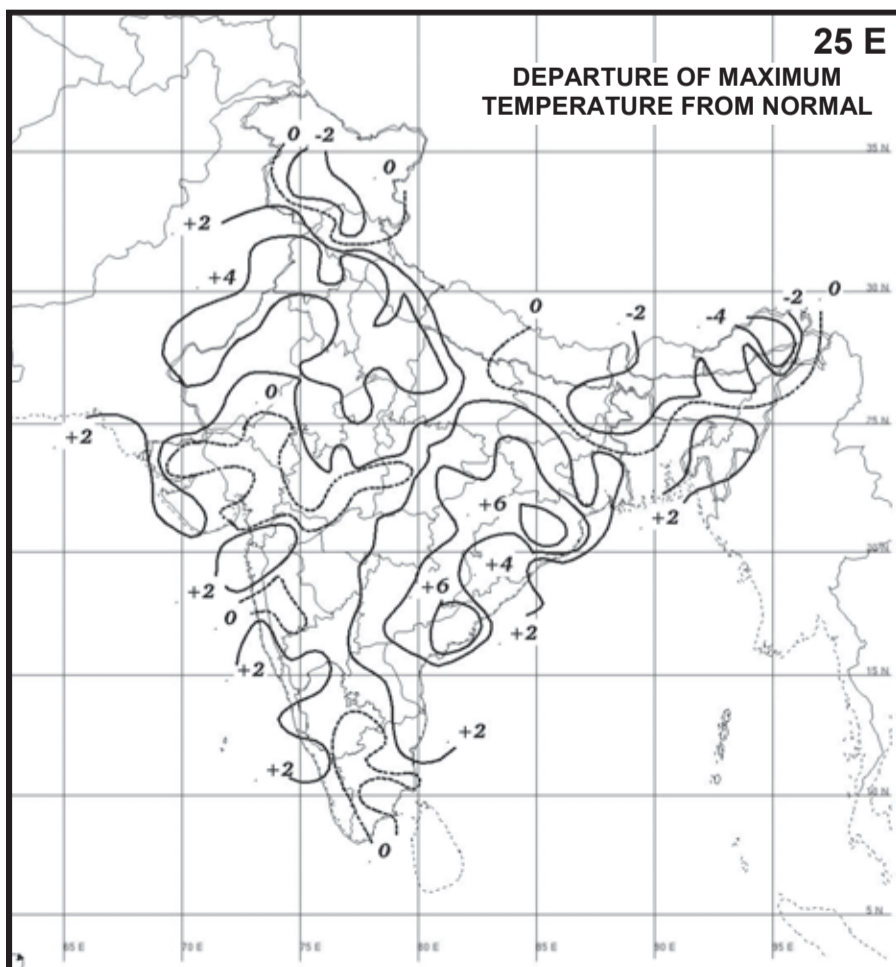 25 E
DEPARTURE OF MAXIMUM
TEMPERATURE FROM NORMAL
0 -2
0
35 N.
+2
+4
30 N.
0
-2
-4
-2
0
0
25 N.
+2
+6
+2
20 N.
+4
+6
+2
0
+2
+2
15 N.
+2
+2
10 N.
0
5 N.
65 E
70 E
75 E
80 E
85 E
90 E
95 E